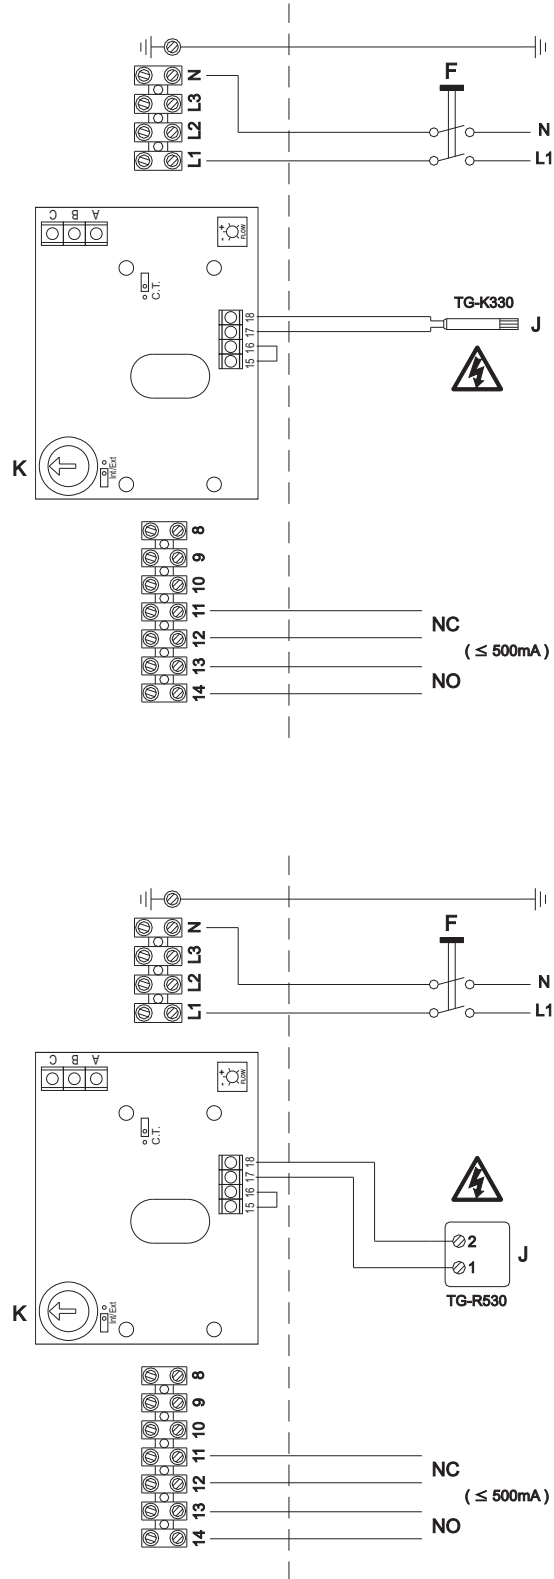 N
L3
L2
L1
F
N
L1
C B A
- +
FLOW
C.T.
18
17
16
15
TG-K330
J
K
Int/Ext
8
9
10
11
12
13
14
NC
( ≤ 500mA )
NO
N
L3
L2
L1
F
N
L1
C B A
- +
FLOW
C.T.
18
17
16
15
2
1
J
TG-R530
K
Int/Ext
8
9
10
11
12
13
14
NC
( ≤ 500mA )
NO